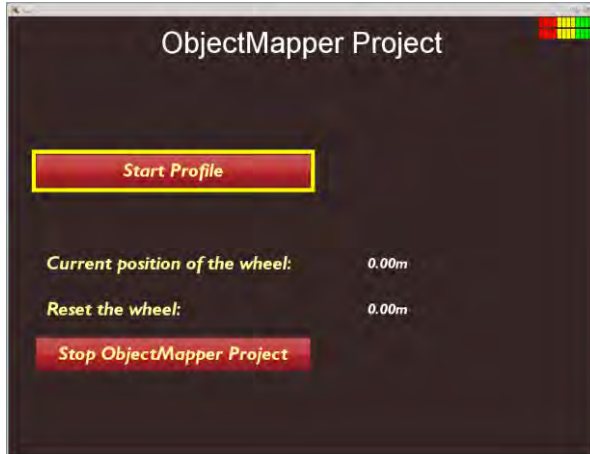 ObjectMapper Project
Start Profile
Current position of the wheel: 0.00m
Reset the wheel: 0.00m
Stop ObjectMapper Project